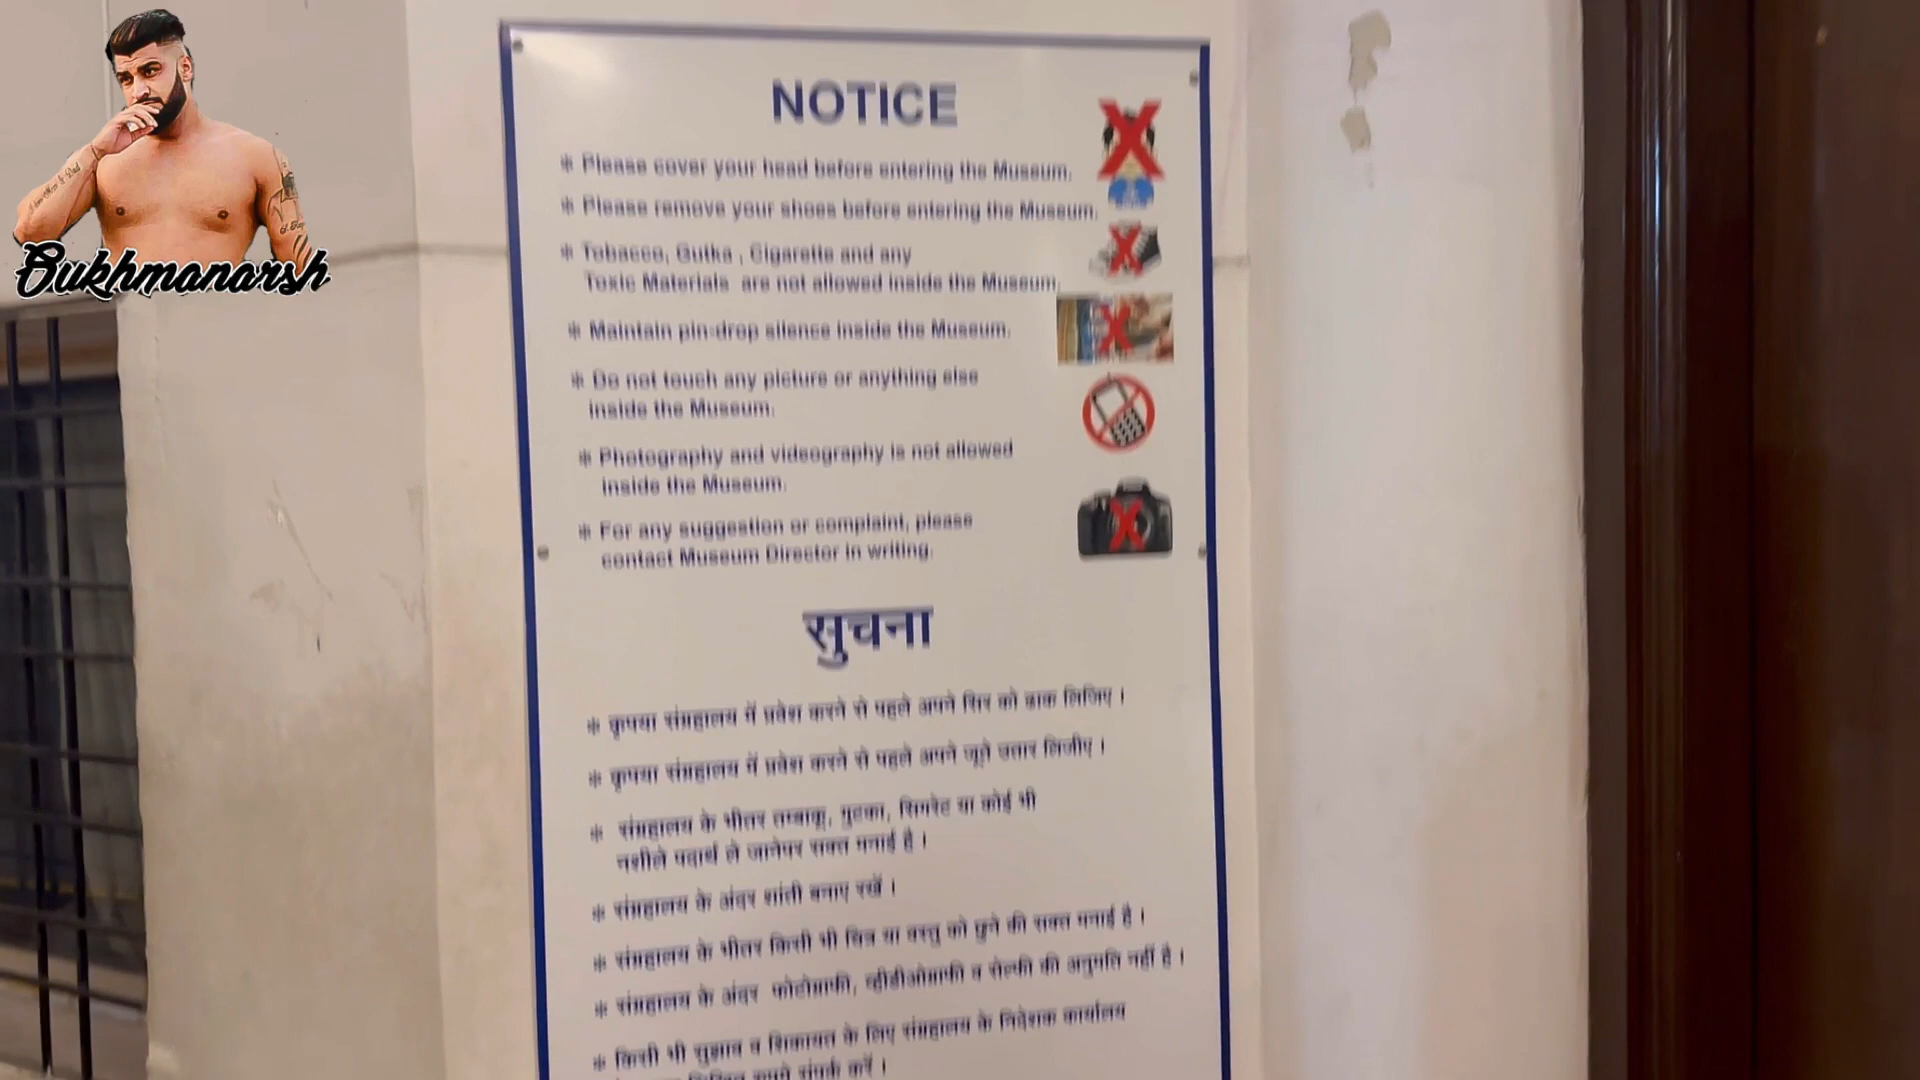 Sukhmanarsh
NOTICE
* Please cover your head before entering the Museum.
* Please remove your shoes before entering the Museum.
* Tobacco, Gutka , Cigarette and any
Toxic Materials are not allowed inside the Museum.
* Maintain pin-drop silence inside the Museum.
* Do not touch any picture or anything else
inside the Museum.
* Photography and videography is not allowed
inside the Museum.
* For any suggestion or complaint, please
contact Museum Director in writing.
सुचना
* कृपया संग्रहालय में प्रवेश करने से पहले अपने सिर को ढाक लिजिए ।
* कृपया संग्रहालय में प्रवेश करने से पहले अपने जूते उतार लिजीए ।
* संग्रहालय के भीतर तम्बाकू, गुटका, सिगरेट या कोई भी
नशीले पदार्थ ले जानेपर सक्त मनाई है ।
* संग्रहालय के अंदर शांती बनाए रखें ।
* संग्रहालय के भीतर किसी भी चित्र या वस्तु को छुने की सक्त मनाई है ।
* संग्रहालय के अंदर फोटोग्राफी, व्हीडीओग्राफी व सेल्फी की अनुमति नहीं है ।
* किसी भी सुझाव व शिकायत के लिए संग्रहालय के निदेशक कार्यालय
संपर्क करें ।